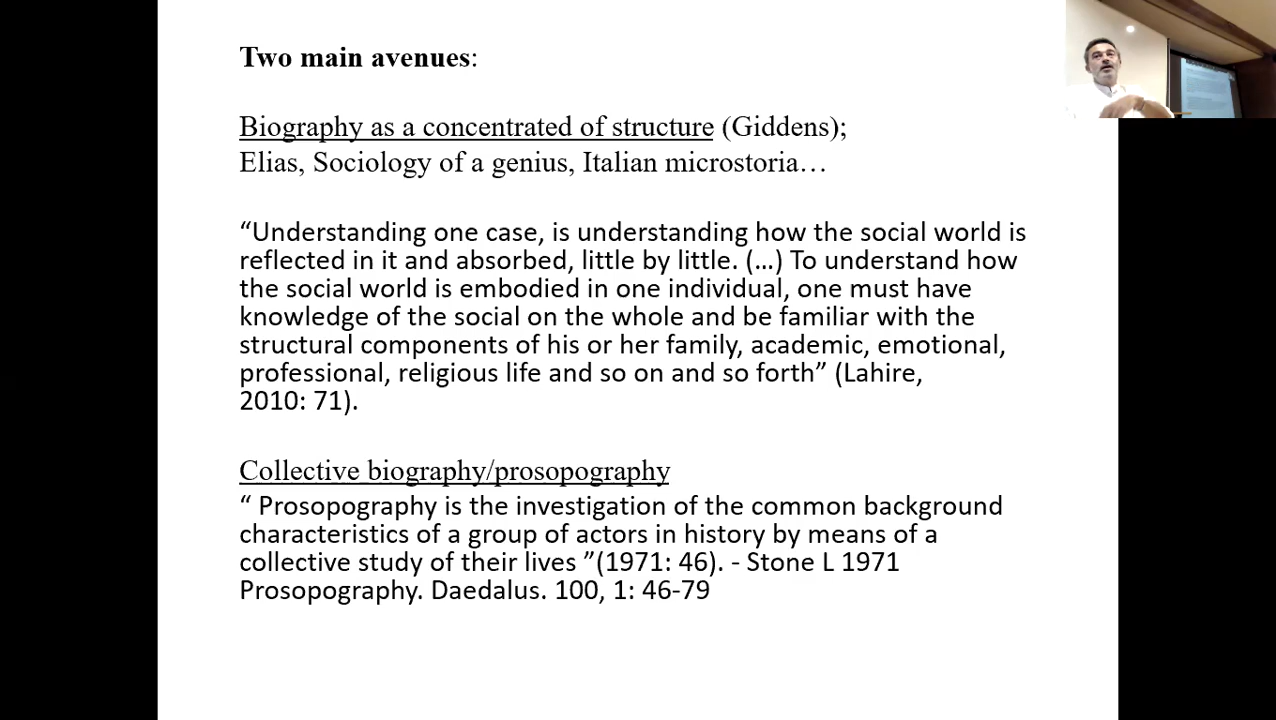 Two main avenues:
Biography as a concentrated of structure (Giddens);
Elias, Sociology of a genius, Italian microstoria…
“Understanding one case, is understanding how the social world is
reflected in it and absorbed, little by little. (…) To understand how
the social world is embodied in one individual, one must have
knowledge of the social on the whole and be familiar with the
structural components of his or her family, academic, emotional,
professional, religious life and so on and so forth” (Lahire,
2010: 71).
Collective biography/prosopography
“ Prosopography is the investigation of the common background
characteristics of a group of actors in history by means of a
collective study of their lives ”(1971: 46). - Stone L 1971
Prosopography. Daedalus. 100, 1: 46-79